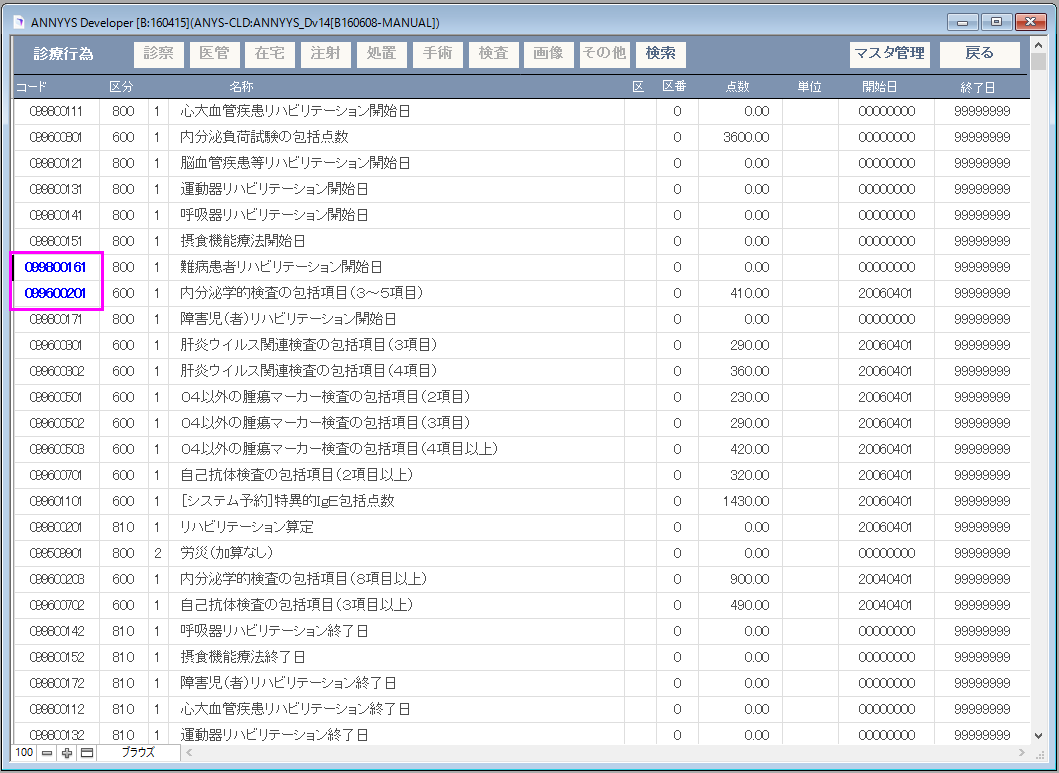 ANNYYS Developer [B:160415](ANYS-CLD:ANNYYS_Dv14[B160608-MANUAL])
診療行為 診察 医管 在宅 注射 処置 手術 検査 画像 その他 検索 マスタ管理 戻る
コード 区分 名称 区 区番 点数 単位 開始日 終了日
099800111 800 1 心大血管疾患リハビリテーション開始日 0 0.00 00000000 99999999
099600801 600 1 内分泌負荷試験の包括点数 0 3600.00 00000000 99999999
099800121 800 1 脳血管疾患等リハビリテーション開始日 0 0.00 00000000 99999999
099800131 800 1 運動器リハビリテーション開始日 0 0.00 00000000 99999999
099800141 800 1 呼吸器リハビリテーション開始日 0 0.00 00000000 99999999
099800151 800 1 摂食機能療法開始日 0 0.00 00000000 99999999
099800161 800 1 難病患者リハビリテーション開始日 0 0.00 00000000 99999999
099600201 600 1 内分泌学的検査の包括項目(3～5項目) 0 410.00 20060401 99999999
099800171 800 1 障害児(者)リハビリテーション開始日 0 0.00 00000000 99999999
099600301 600 1 肝炎ウイルス関連検査の包括項目(3項目) 0 290.00 20060401 99999999
099600302 600 1 肝炎ウイルス関連検査の包括項目(4項目) 0 360.00 20060401 99999999
099600501 600 1 04以外の腫瘍マーカー検査の包括項目(2項目) 0 230.00 20060401 99999999
099600502 600 1 04以外の腫瘍マーカー検査の包括項目(3項目) 0 290.00 20060401 99999999
099600503 600 1 04以外の腫瘍マーカー検査の包括項目(4項目以上) 0 420.00 20060401 99999999
099600701 600 1 自己抗体検査の包括項目(2項目以上) 0 320.00 20060401 99999999
099601101 600 1 [システム予約]特異的IgE包括点数 0 1430.00 20060401 99999999
099800201 810 1 リハビリテーション算定 0 0.00 20060401 99999999
099509901 800 2 労災(加算なし) 0 0.00 00000000 99999999
099600203 600 1 内分泌学的検査の包括項目(8項目以上) 0 900.00 20040401 99999999
099600702 600 1 自己抗体検査の包括項目(3項目以上) 0 490.00 20040401 99999999
099800142 810 1 呼吸器リハビリテーション終了日 0 0.00 00000000 99999999
099800152 810 1 摂食機能療法終了日 0 0.00 00000000 99999999
099800172 810 1 障害児(者)リハビリテーション終了日 0 0.00 00000000 99999999
099800112 810 1 心大血管疾患リハビリテーション終了日 0 0.00 00000000 99999999
099800132 810 1 運動器リハビリテーション終了日 0 0.00 00000000 99999999
100 ブラウズ